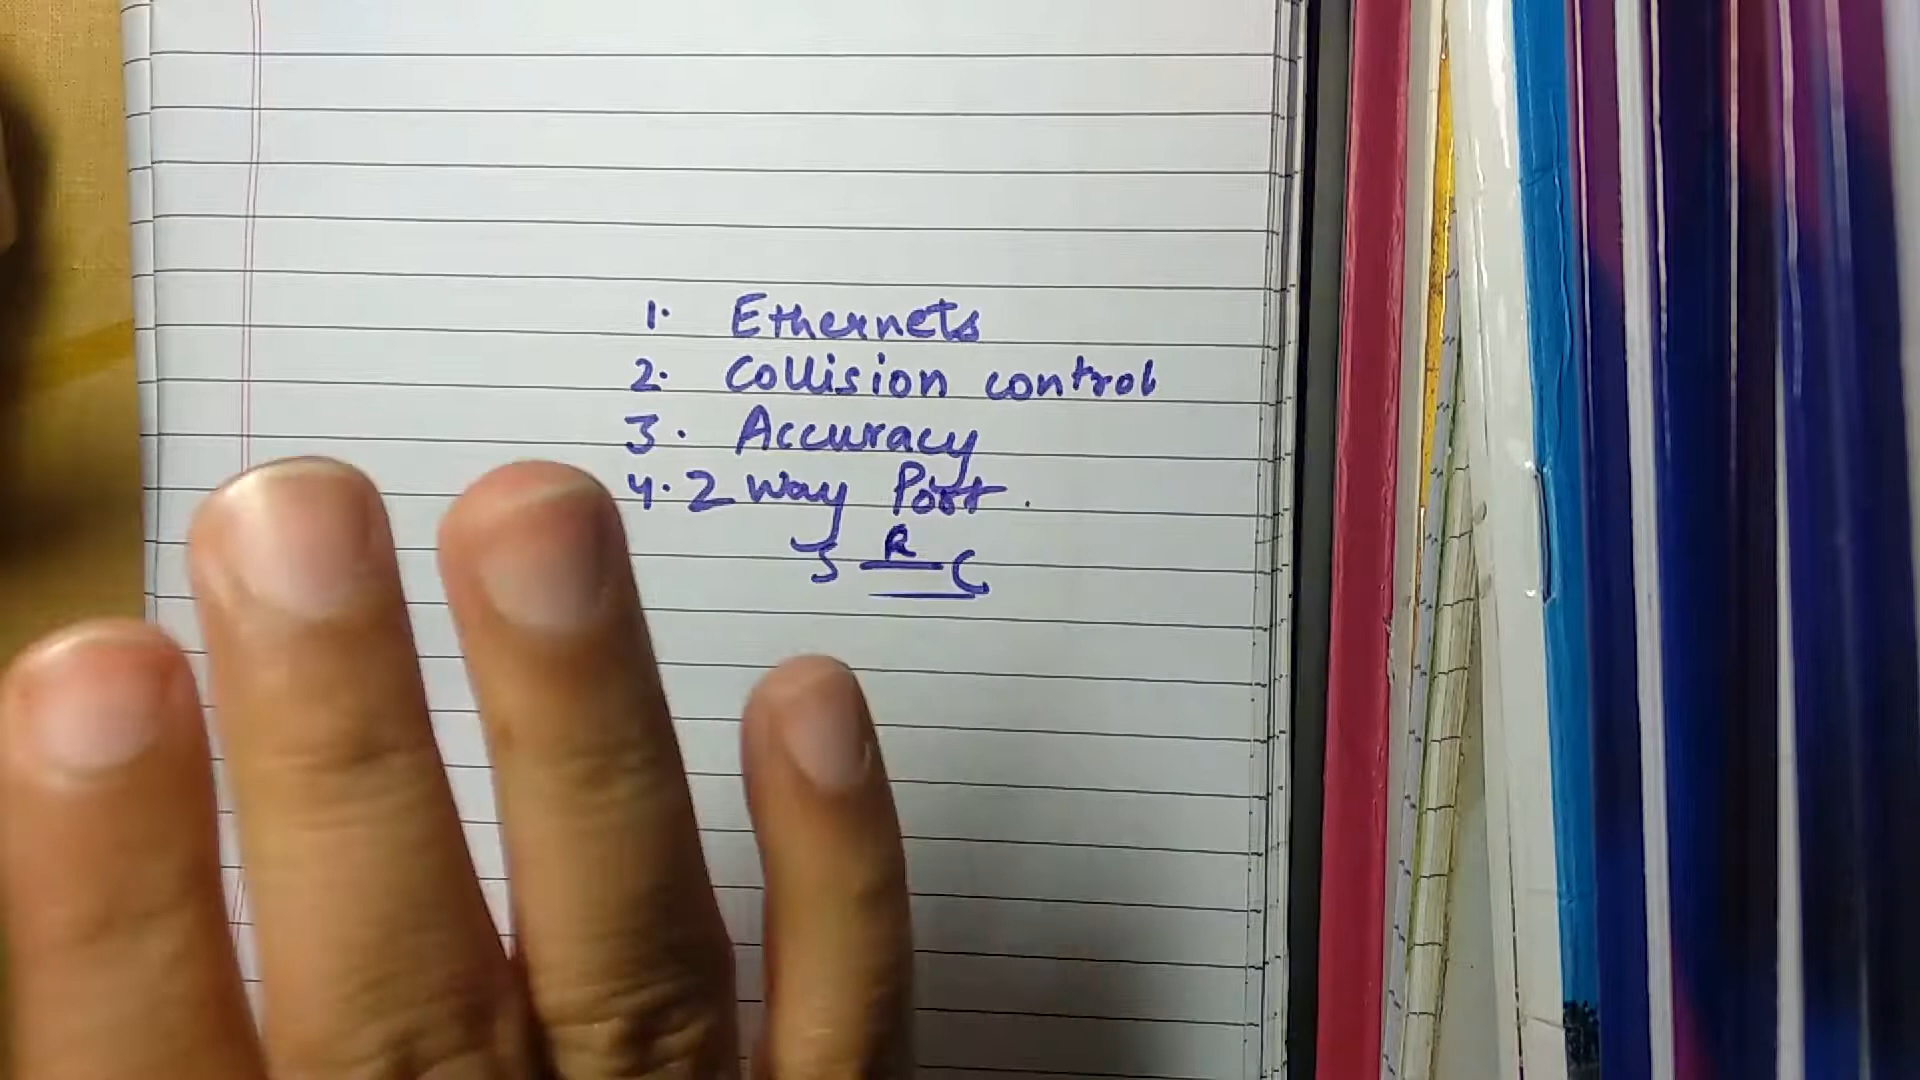 1. Ethernets
2. Collision control
3. Accuracy
4. 2 Way Port.
S R C